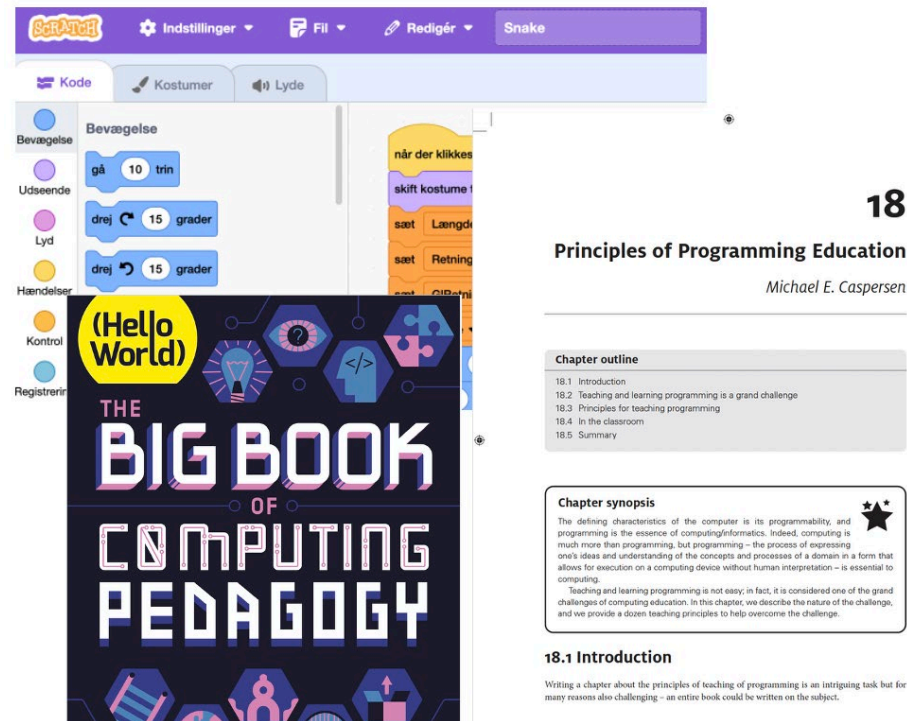 SCRATCH
Indstillinger
Fil
Redigér
Snake
Kode
Kostumer
Lyde
Bevægelse
Udseende
Lyd
Hændelser
Kontrol
Bevægelse
gå 10 trin
drej 15 grader
drej 15 grader
når der klikkes
skift kostume
sæt Længde
sæt Retning
(Hello
World)
?
</>
THE
BIG BOOK
OF
COMPUTING
PEDAGOGY
18
Principles of Programming Education
Michael E. Caspersen
Chapter outline
18.1 Introduction
18.2 Teaching and learning programming is a grand challenge
18.3 Principles for teaching programming
18.4 In the classroom
18.5 Summary
Chapter synopsis
The defining characteristics of the computer is its programmability, and
programming is the essence of computing/informatics. Indeed, computing is
much more than programming, but programming – the process of expressing
one's ideas and understanding of the concepts and processes of a domain in a form that
allows for execution on a computing device without human interpretation – is essential to
computing.
Teaching and learning programming is not easy; in fact, it is considered one of the grand
challenges of computing education. In this chapter, we describe the nature of the challenge,
and we provide a dozen teaching principles to help overcome the challenge.
18.1 Introduction
Writing a chapter about the principles of teaching of programming is an intriguing task but for
many reasons also challenging – an entire book could be written on the subject.